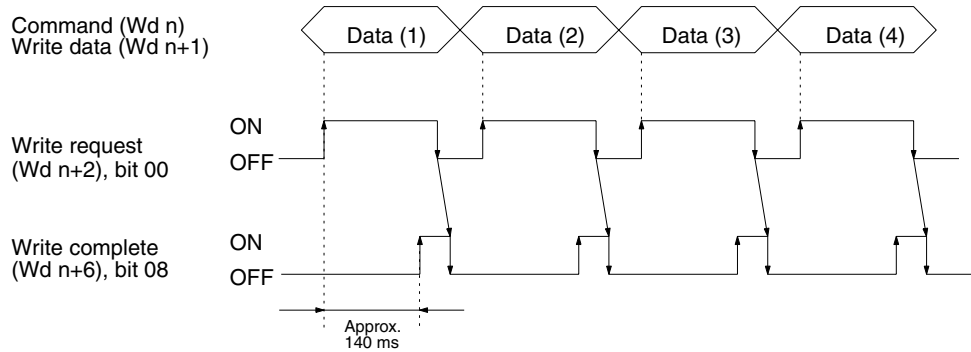 Command (Wd n)
Write data (Wd n+1)
Data (1) Data (2) Data (3) Data (4)
Write request
(Wd n+2), bit 00
ON
OFF
Write complete
(Wd n+6), bit 08
ON
OFF
Approx.
140 ms